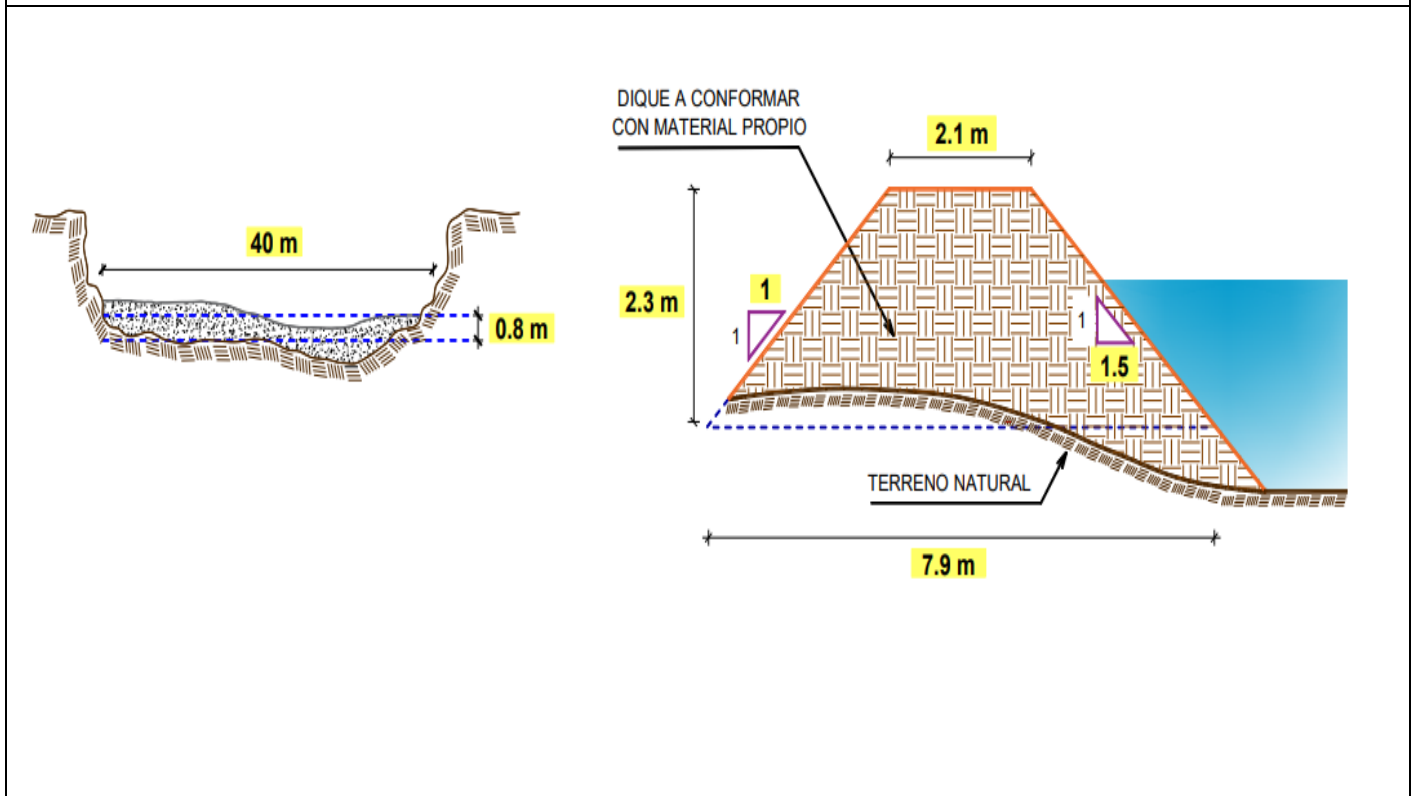 DIQUE A CONFORMAR
CON MATERIAL PROPIO
2.1 m
40 m
0.8 m
2.3 m
1
1
1
1.5
TERRENO NATURAL
7.9 m